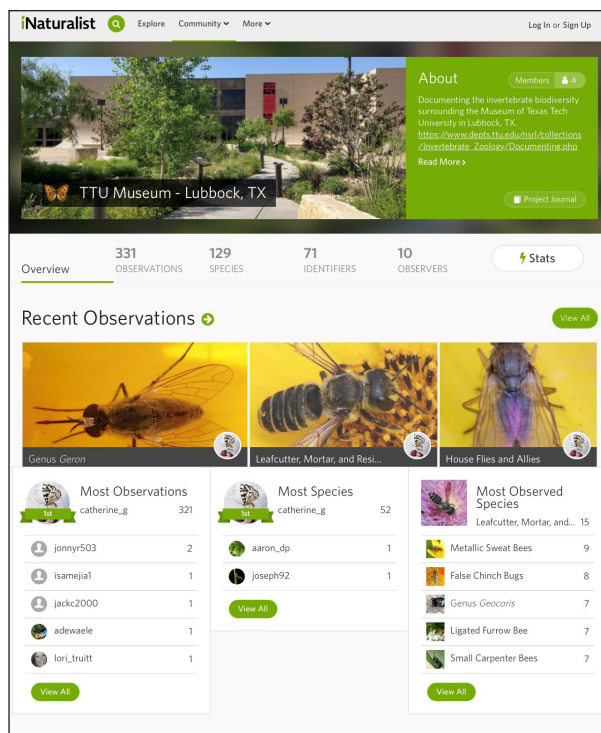 iNaturalist
Explore
Community
More
Log In or Sign Up
TTU Museum - Lubbock, TX
About
Members 4
Documenting the invertebrate biodiversity
surrounding the Museum of Texas Tech
University in Lubbock, TX.
https://www.depts.ttu.edu/nsrl/collections
/Invertebrate_Zoology/Documenting.php
Read More >
Project Journal
Overview
331
OBSERVATIONS
129
SPECIES
71
IDENTIFIERS
10
OBSERVERS
Stats
Recent Observations
View All
Genus Geron
Leafcutter, Mortar, and Resi...
House Flies and Allies
Most Observations
1st
catherine_g 321
jonnyr503 2
isamejia1 1
jackc2000 1
adewaele 1
lori_truitt 1
View All
Most Species
1st
catherine_g 52
aaron_dp 1
joseph92 1
View All
Most Observed
Species
Leafcutter, Mortar, and... 15
Metallic Sweat Bees 9
False Chinch Bugs 8
Genus Geocoris 7
Ligated Furrow Bee 7
Small Carpenter Bees 7
View All